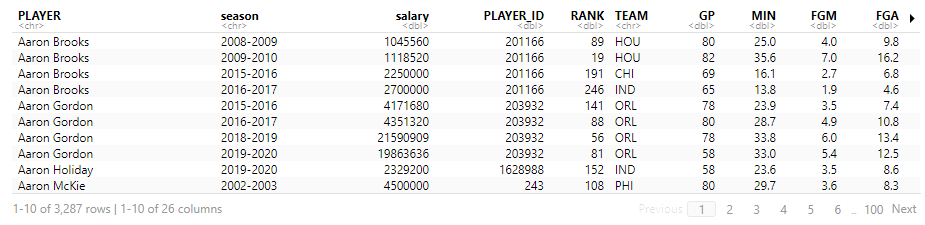 PLAYER season salary PLAYER_ID RANK TEAM GP MIN FGM FGA
<chr> <chr> <dbl> <dbl> <dbl> <chr> <dbl> <dbl> <dbl> <dbl>
Aaron Brooks 2008-2009 1045560 201166 89 HOU 80 25.0 4.0 9.8
Aaron Brooks 2009-2010 1118520 201166 19 HOU 82 35.6 7.0 16.2
Aaron Brooks 2015-2016 2250000 201166 191 CHI 69 16.1 2.7 6.8
Aaron Brooks 2016-2017 2700000 201166 246 IND 65 13.8 1.9 4.6
Aaron Gordon 2015-2016 4171680 203932 141 ORL 78 23.9 3.5 7.4
Aaron Gordon 2016-2017 4351320 203932 88 ORL 80 28.7 4.9 10.8
Aaron Gordon 2018-2019 21590909 203932 56 ORL 78 33.8 6.0 13.4
Aaron Gordon 2019-2020 19863636 203932 81 ORL 58 33.0 5.4 12.5
Aaron Holiday 2019-2020 2329200 1628988 152 IND 58 23.6 3.5 8.6
Aaron McKie 2002-2003 4500000 243 108 PHI 80 29.7 3.6 8.3
1-10 of 3,287 rows | 1-10 of 26 columns Previous 1 2 3 4 5 6 ... 100 Next